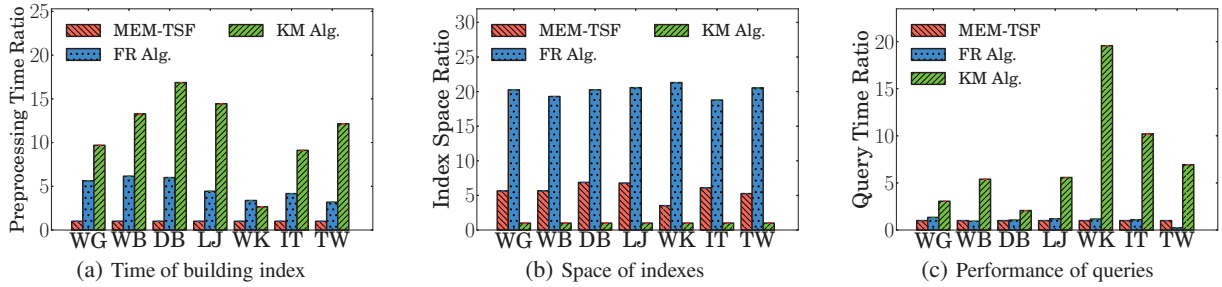 Preprocessing Time Ratio
25
20
15
10
5
0
MEM-TSF
FR Alg.
KM Alg.
WG WB DB LJ WK IT TW
(a) Time of building index
Index Space Ratio
30
25
20
15
10
5
0
MEM-TSF
FR Alg.
KM Alg.
WG WB DB LJ WK IT TW
(b) Space of indexes
Query Time Ratio
20
15
10
5
0
MEM-TSF
FR Alg.
KM Alg.
WG WB DB LJ WK IT TW
(c) Performance of queries